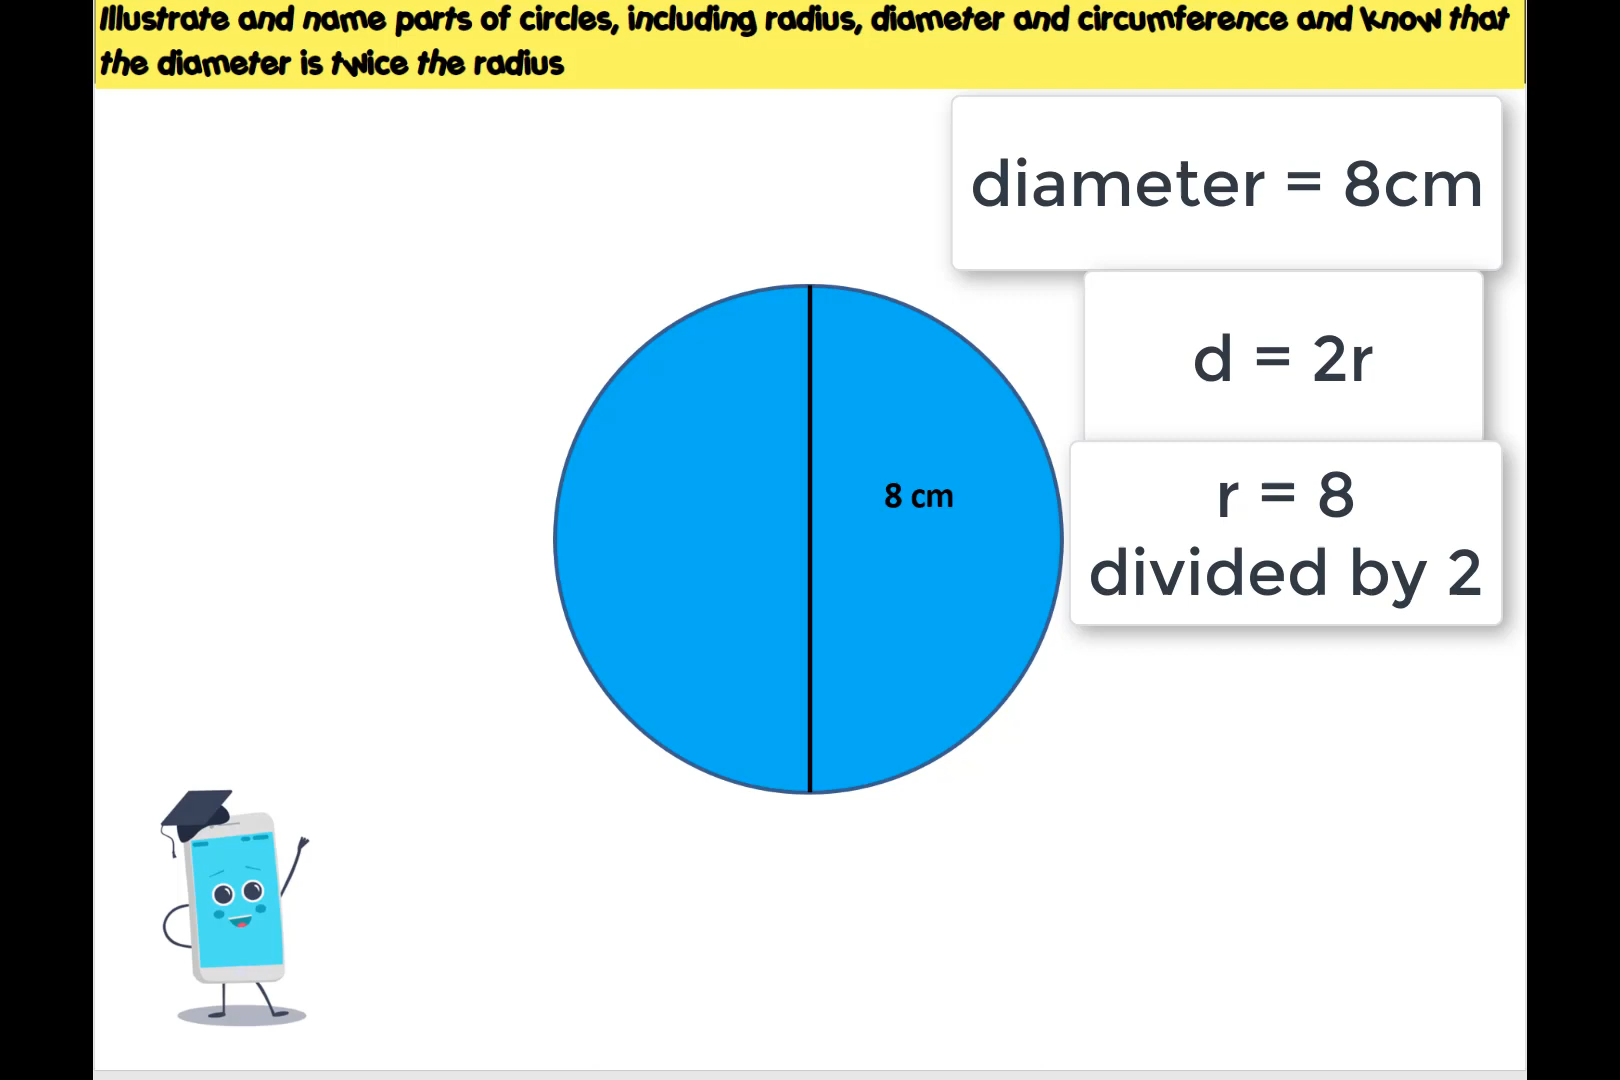 Illustrate and name parts of circles, including radius, diameter and circumference and know that
the diameter is twice the radius
diameter = 8cm
d = 2r
8 cm
r = 8
divided by 2